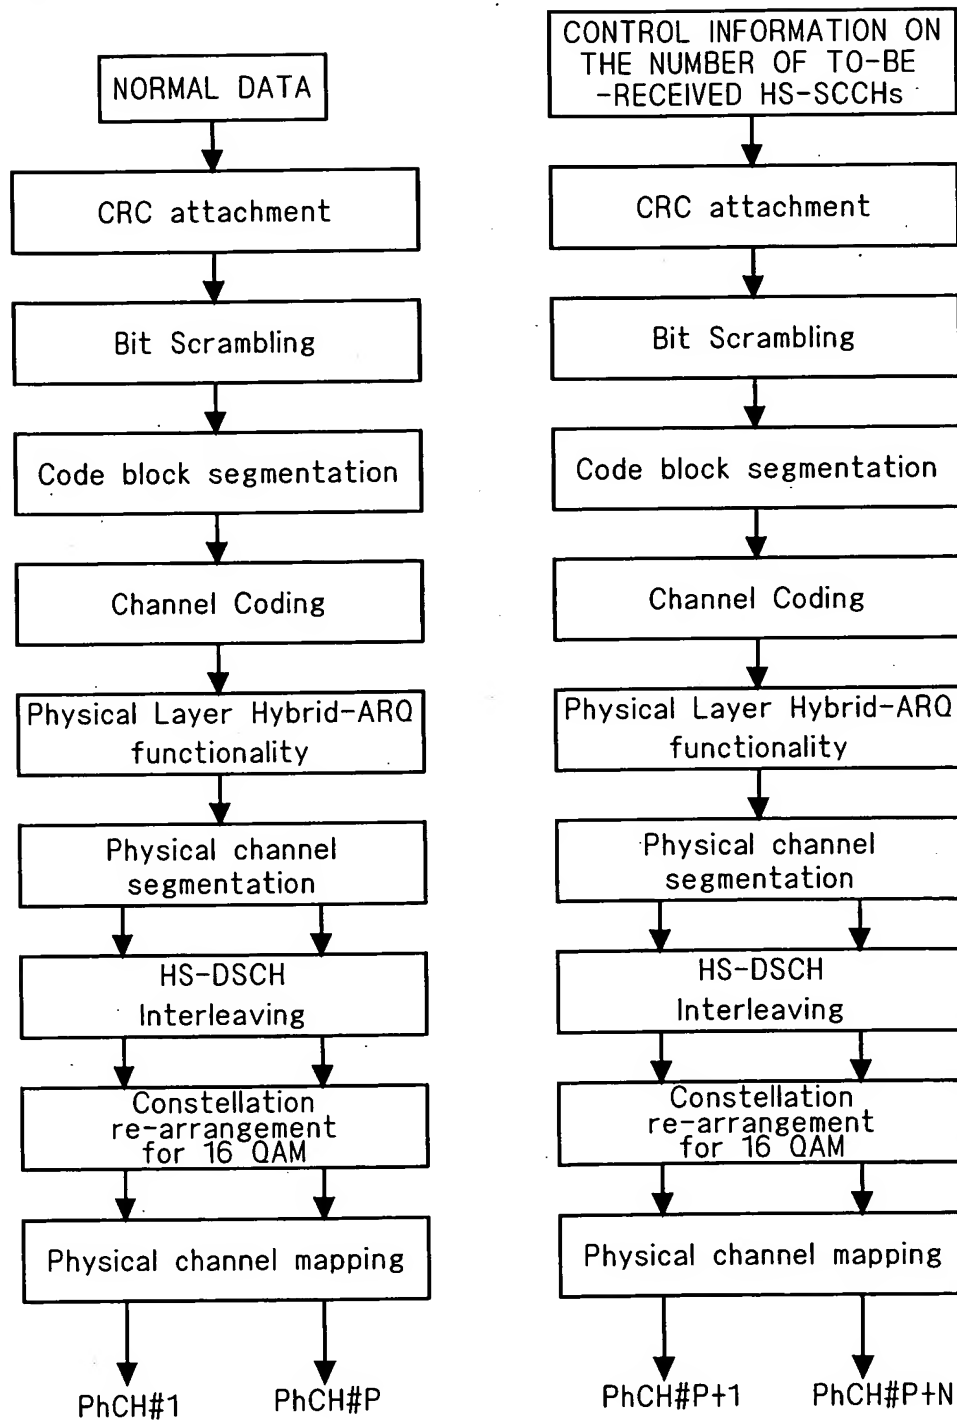 NORMAL DATA
CRC attachment
Bit Scrambling
Code block segmentation
Channel Coding
Physical Layer Hybrid-ARQ
functionality
Physical channel
segmentation
HS-DSCH
Interleaving
Constellation
re-arrangement
for 16 QAM
Physical channel mapping
PhCH#1
PhCH#P
CONTROL INFORMATION ON
THE NUMBER OF TO-BE
-RECEIVED HS-SCCHs
CRC attachment
Bit Scrambling
Code block segmentation
Channel Coding
Physical Layer Hybrid-ARQ
functionality
Physical channel
segmentation
HS-DSCH
Interleaving
Constellation
re-arrangement
for 16 QAM
Physical channel mapping
PhCH#P+1
PhCH#P+N